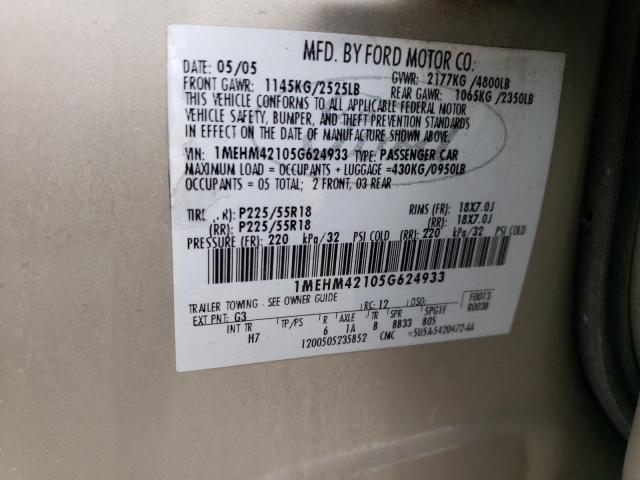 MFD. BY FORD MOTOR CO.
DATE: 05/05 GVWR: 2177KG /4800LB
FRONT GAWR: 1145KG/2525LB REAR GAWR: 1065KG /2350LB
THIS VEHICLE CONFORMS TO ALL APPLICABLE FEDERAL MOTOR
VEHICLE SAFETY, BUMPER, AND THEFT PREVENTION STANDARDS
IN EFFECT ON THE DATE OF MANUFACTURE SHOWN ABOVE.
VIN: 1MEHM42105G624933 TYPE: PASSENGER CAR
MAXIMUM LOAD = OCCUPANTS + LUGGAGE =430KG/0950LB
OCCUPANTS = 05 TOTAL; 2 FRONT, 03 REAR
P225/55R18 RIMS (FR): 18X7.0J
(RR): P225/55R18 (RR): 18X7.0J
PRESSURE (FR): 220 kPa/32 PSI COLD (RR): 220 kPa/32 PSI COLD
1MEHM42105G624933
TRAILER TOWING - SEE OWNER GUIDE RC: 12 DSO: F0013
EXT PNT: G3 R0038
INT TR TP/PS R AXLE TR SPR 5PG1F
H7 6 1A B 8833 805
1200505235852 CMC